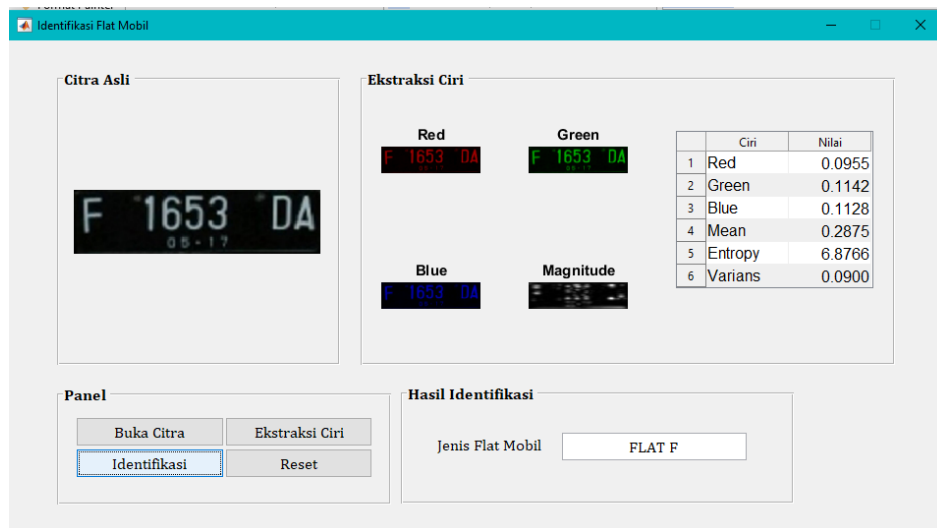 Identifikasi Flat Mobil
Citra Asli
F 1653 DA
05-17
Ekstraksi Ciri
Red Green
F 1653 DA F 1653 DA
Blue Magnitude
F 1653 DA
Ciri Nilai
1 Red 0.0955
2 Green 0.1142
3 Blue 0.1128
4 Mean 0.2875
5 Entropy 6.8766
6 Varians 0.0900
Panel
Buka Citra Ekstraksi Ciri
Identifikasi Reset
Hasil Identifikasi
Jenis Flat Mobil FLAT F